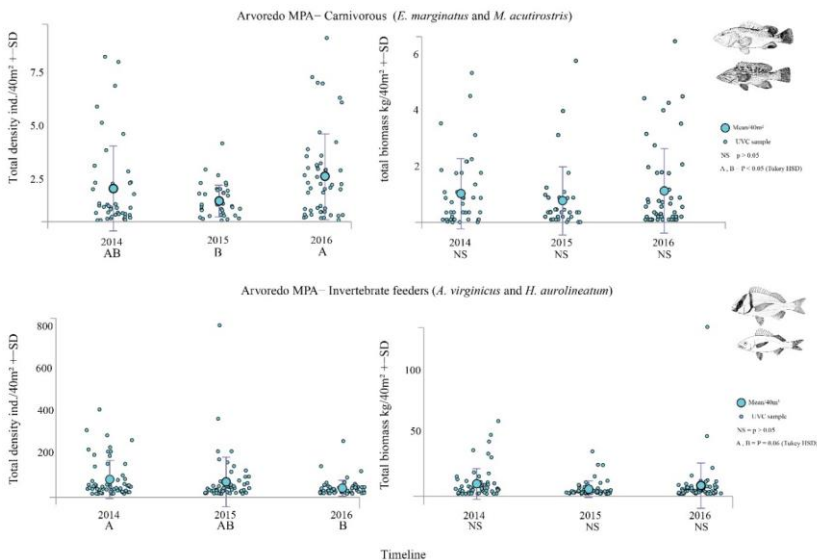 Arvoredo MPA− Carnivorous (E. marginatus and M. acutirostris)
Total density ind./40m² +−SD
7.5
5.0
2.5
2014
AB
2015
B
2016
A
total biomass kg/40m² +−SD
6
4
2
2014
NS
2015
NS
2016
NS
Mean/40m²
UVC sample
NS p > 0.05
A , B = P < 0.05 (Tukey HSD)
Arvoredo MPA− Invertebrate feeders (A. virginicus and H. aurolineatum)
Total density ind./40m² +−SD
800
600
400
200
2014
A
2015
AB
2016
B
Total biomass kg/40m² +−SD
100
50
2014
NS
2015
NS
2016
NS
Mean/40m²
UVC sample
NS = p > 0.05
A , B = P = 0.06 (Tukey HSD)
Timeline